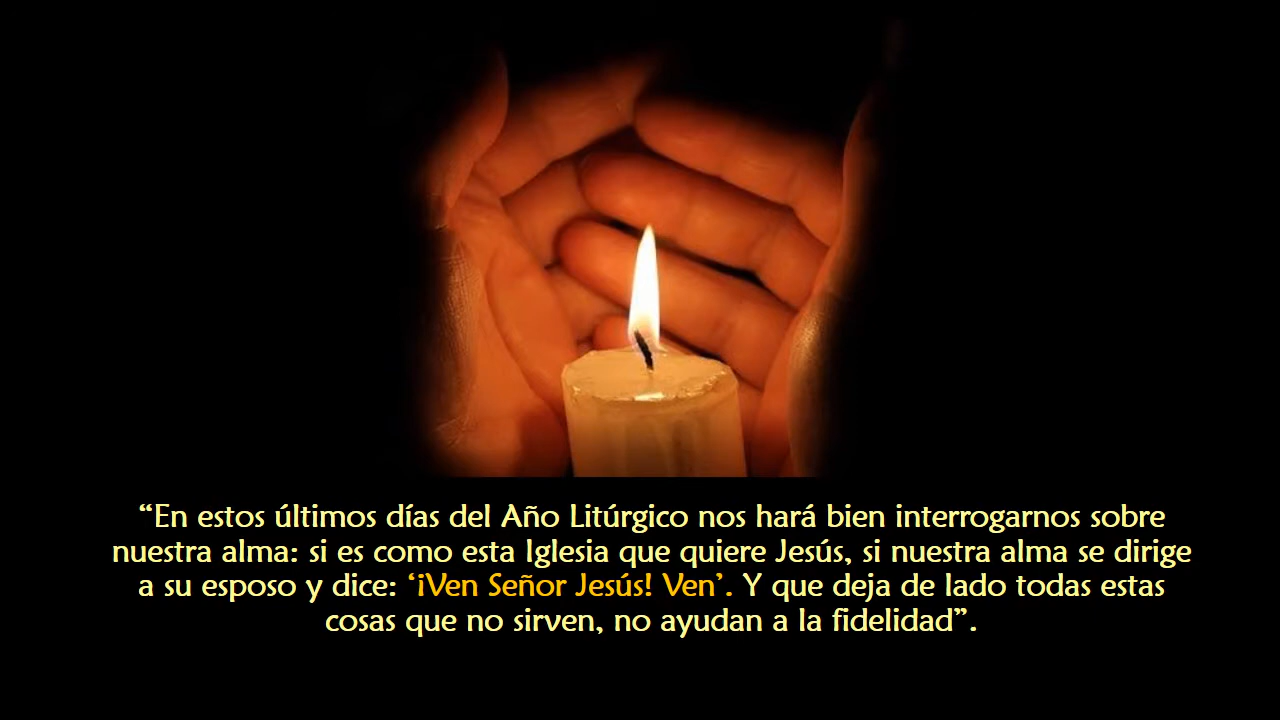 “En estos últimos días del Año Litúrgico nos hará bien interrogarnos sobre
nuestra alma: si es como esta Iglesia que quiere Jesús, si nuestra alma se dirige
a su esposo y dice: ‘¡Ven Señor Jesús! Ven’. Y que deja de lado todas estas
cosas que no sirven, no ayudan a la fidelidad”.